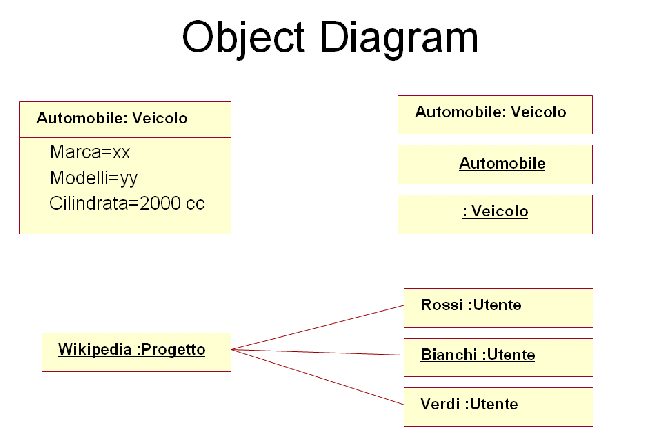 Object Diagram
Automobile: Veicolo
Marca=xx
Modelli=yy
Cilindrata=2000 cc
Automobile: Veicolo
Automobile
: Veicolo
Wikipedia :Progetto
Rossi :Utente
Bianchi :Utente
Verdi :Utente